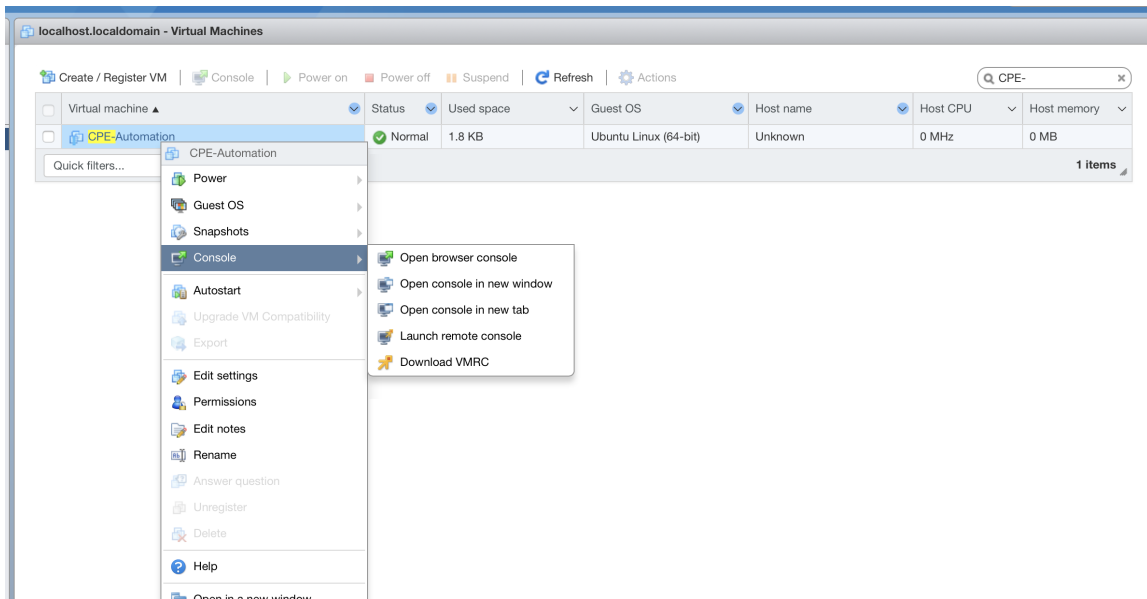 localhost.localdomain - Virtual Machines
Create / Register VM Console Power on Power off Suspend Refresh Actions CPE-
Virtual machine Status Used space Guest OS Host name Host CPU Host memory
CPE-Automation Normal 1.8 KB Ubuntu Linux (64-bit) Unknown 0 MHz 0 MB
Quick filters... 1 items
CPE-Automation
Power
Guest OS
Snapshots
Console
Autostart
Upgrade VM Compatibility
Export
Edit settings
Permissions
Edit notes
Rename
Answer question
Unregister
Delete
Help
Open in a new window
Open browser console
Open console in new window
Open console in new tab
Launch remote console
Download VMRC